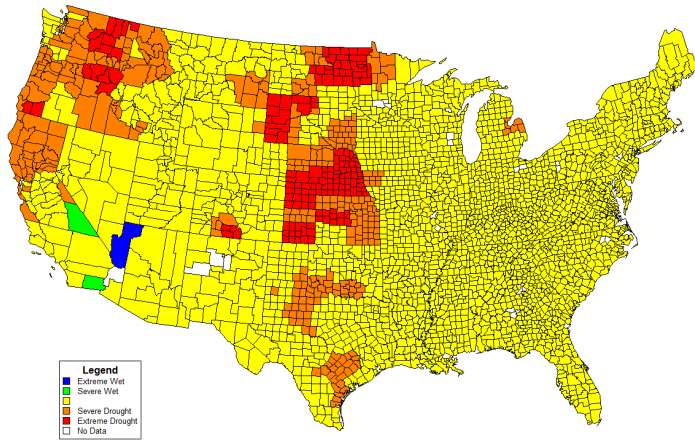 Legend
Extreme Wet
Severe Wet
Severe Drought
Extreme Drought
No Data